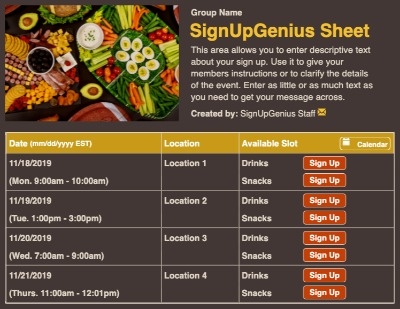 Group Name
SignUpGenius Sheet
This area allows you to enter descriptive text
about your sign up. Use it to give your
members instructions or to clarify the details
of the event. Enter as little or as much text as
you need to get your message across.
Created by: SignUpGenius Staff
Date (mm/dd/yyyy EST) Location Available Slot Calendar
11/18/2019 Location 1 Drinks Sign Up
(Mon. 9:00am - 10:00am) Snacks Sign Up
11/19/2019 Location 2 Drinks Sign Up
(Tue. 1:00pm - 3:00pm) Snacks Sign Up
11/20/2019 Location 3 Drinks Sign Up
(Wed. 7:00am - 9:00am) Snacks Sign Up
11/21/2019 Location 4 Drinks Sign Up
(Thurs. 11:00am - 12:01pm) Snacks Sign Up